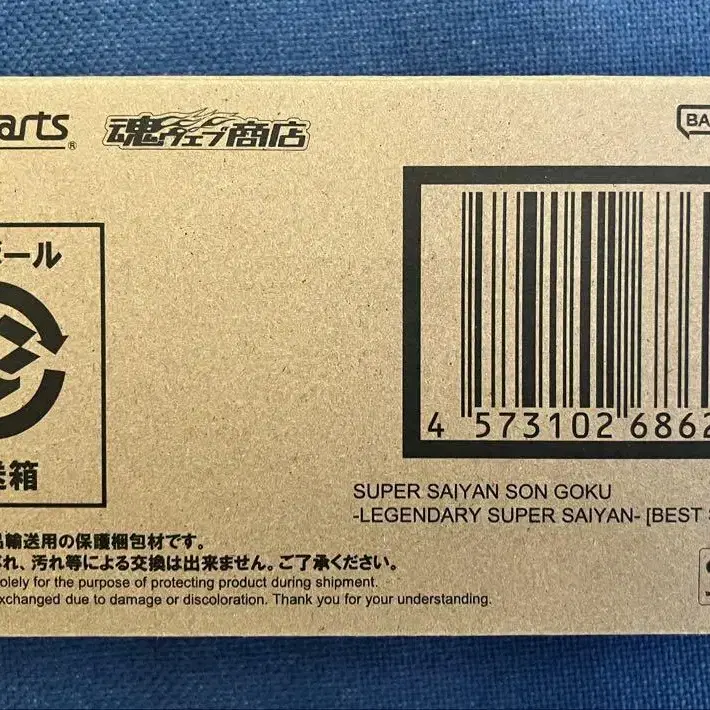 arts®
魂ウェブ商店
BA
ール
箱
4 573102 6862
SUPER SAIYAN SON GOKU
-LEGENDARY SUPER SAIYAN- [BEST
品輸送用の保護梱包材です。
れ、汚れ等による交換は出来ません。ご了承ください。
olely for the purpose of protecting product during shipment.
xchanged due to damage or discoloration. Thank you for your understanding.